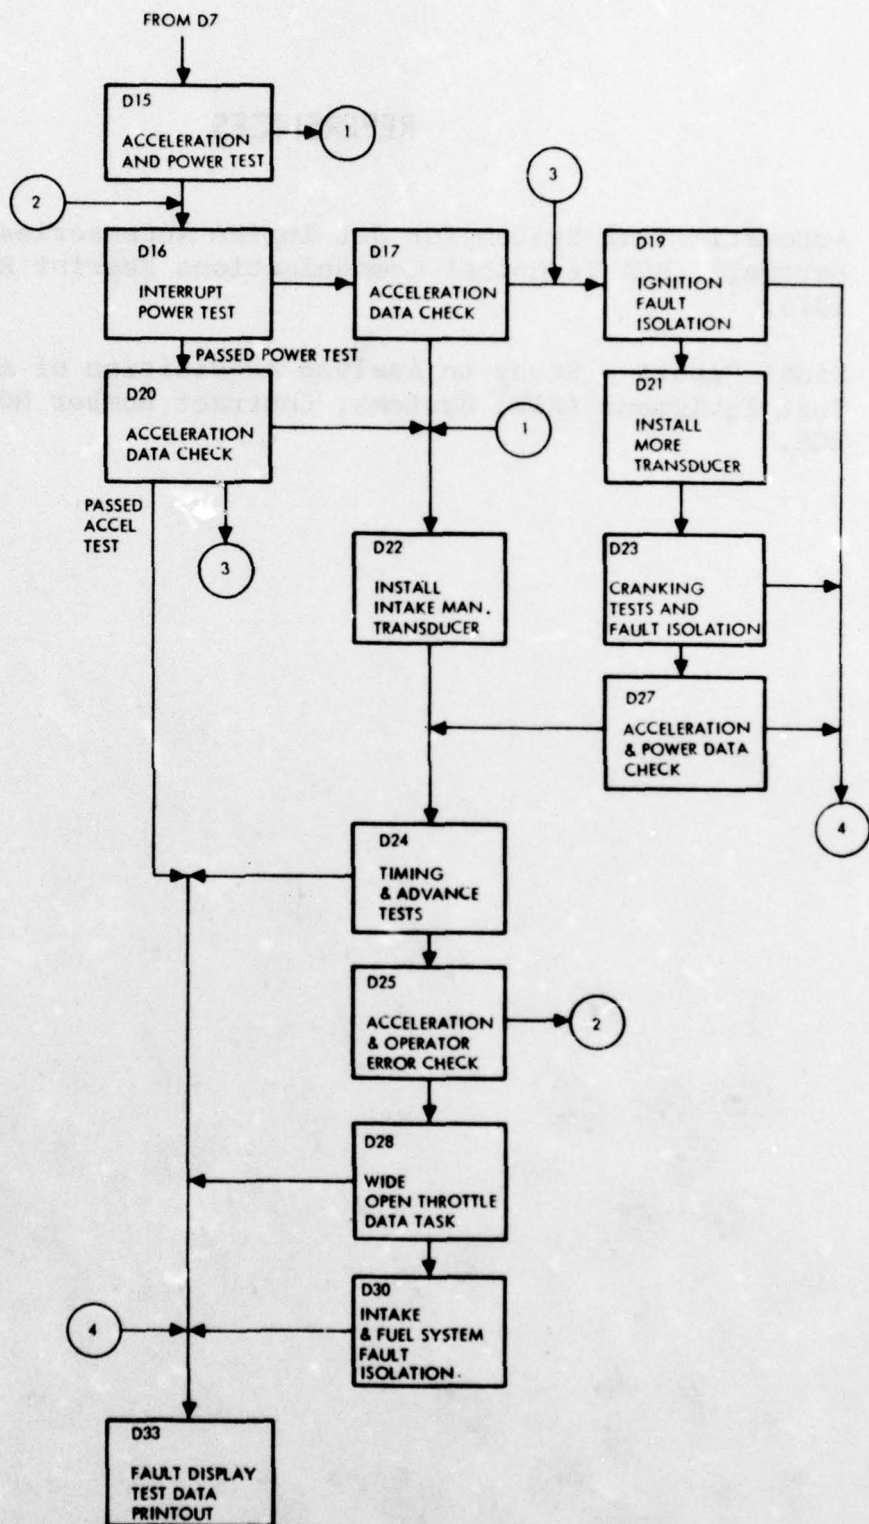 FROM D7
D15
ACCELERATION
AND POWER TEST
1
2
3
D16
INTERRUPT
POWER TEST
D17
ACCELERATION
DATA CHECK
D19
IGNITION
FAULT
ISOLATION
PASSED POWER TEST
D20
ACCELERATION
DATA CHECK
1
D21
INSTALL
MORE
TRANSDUCER
PASSED
ACCEL
TEST
3
D22
INSTALL
INTAKE MAN.
TRANSDUCER
D23
CRANKING
TESTS AND
FAULT ISOLATION
D27
ACCELERATION
& POWER DATA
CHECK
4
D24
TIMING
& ADVANCE
TESTS
D25
ACCELERATION
& OPERATOR
ERROR CHECK
2
D28
WIDE
OPEN THROTTLE
DATA TASK
D30
INTAKE
& FUEL SYSTEM
FAULT
ISOLATION.
4
D33
FAULT DISPLAY
TEST DATA
PRINTOUT